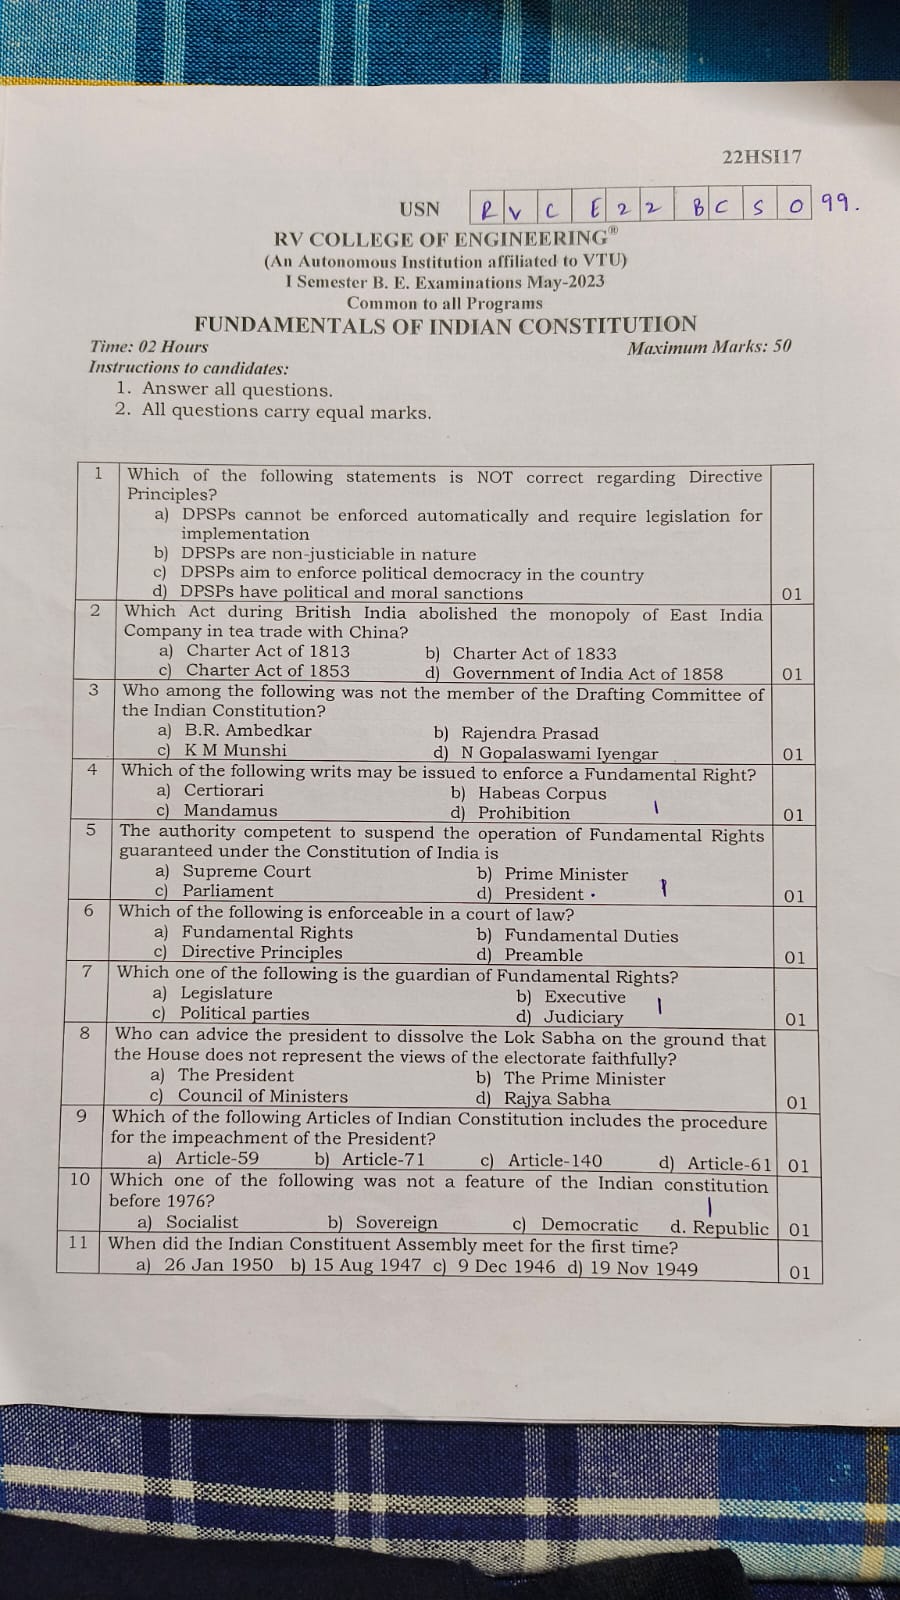 22HSI17
USN R V C E 2 2 B C S 0 99.
RV COLLEGE OF ENGINEERING®
(An Autonomous Institution affiliated to VTU)
I Semester B. E. Examinations May-2023
Common to all Programs
FUNDAMENTALS OF INDIAN CONSTITUTION
Time: 02 Hours Maximum Marks: 50
Instructions to candidates:
1. Answer all questions.
2. All questions carry equal marks.
1 Which of the following statements is NOT correct regarding Directive
Principles?
a) DPSPs cannot be enforced automatically and require legislation for
implementation
b) DPSPs are non-justiciable in nature
c) DPSPs aim to enforce political democracy in the country
d) DPSPs have political and moral sanctions 01
2 Which Act during British India abolished the monopoly of East India
Company in tea trade with China?
a) Charter Act of 1813 b) Charter Act of 1833
c) Charter Act of 1853 d) Government of India Act of 1858 01
3 Who among the following was not the member of the Drafting Committee of
the Indian Constitution?
a) B.R. Ambedkar b) Rajendra Prasad
c) K M Munshi d) N Gopalaswami Iyengar 01
4 Which of the following writs may be issued to enforce a Fundamental Right?
a) Certiorari b) Habeas Corpus
c) Mandamus d) Prohibition 01
5 The authority competent to suspend the operation of Fundamental Rights
guaranteed under the Constitution of India is
a) Supreme Court b) Prime Minister
c) Parliament d) President 01
6 Which of the following is enforceable in a court of law?
a) Fundamental Rights b) Fundamental Duties
c) Directive Principles d) Preamble 01
7 Which one of the following is the guardian of Fundamental Rights?
a) Legislature b) Executive
c) Political parties d) Judiciary 01
8 Who can advice the president to dissolve the Lok Sabha on the ground that
the House does not represent the views of the electorate faithfully?
a) The President b) The Prime Minister
c) Council of Ministers d) Rajya Sabha 01
9 Which of the following Articles of Indian Constitution includes the procedure
for the impeachment of the President?
a) Article-59 b) Article-71 c) Article-140 d) Article-61 01
10 Which one of the following was not a feature of the Indian constitution
before 1976?
a) Socialist b) Sovereign c) Democratic d. Republic 01
11 When did the Indian Constituent Assembly meet for the first time?
a) 26 Jan 1950 b) 15 Aug 1947 c) 9 Dec 1946 d) 19 Nov 1949 01